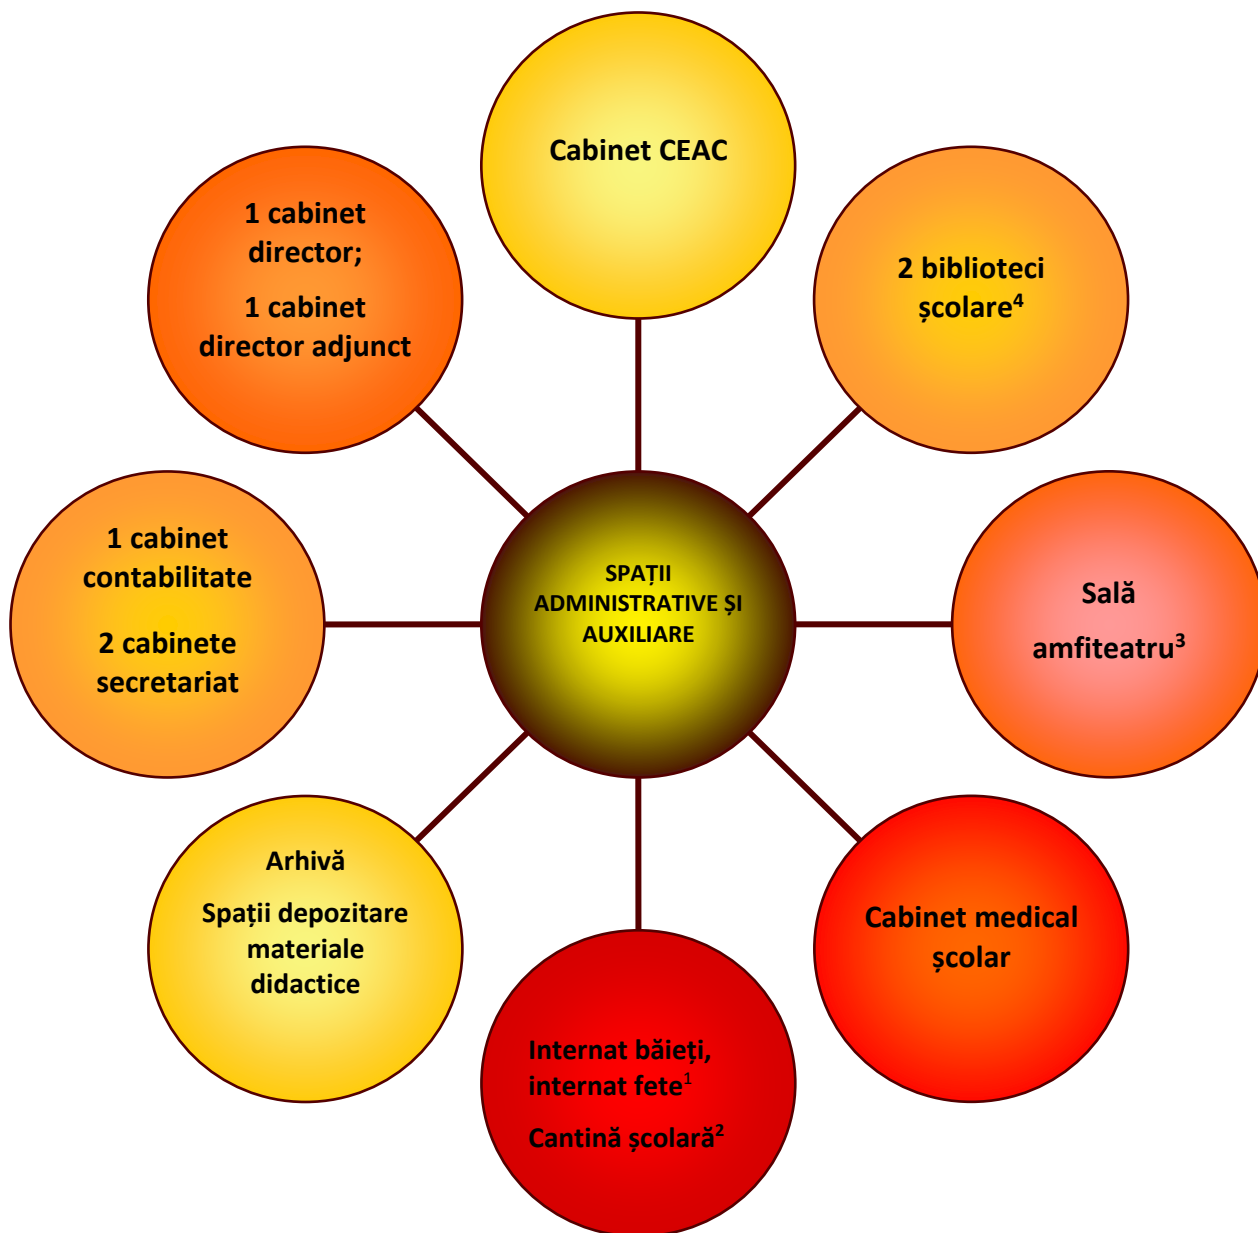 Cabinet CEAC
1 cabinet
director;
1 cabinet
director adjunct
2 biblioteci
școlare⁴
1 cabinet
contabilitate
2 cabinete
secretariat
SPAȚII
ADMINISTRATIVE ȘI
AUXILIARE
Sală
amfiteatru³
Arhivă
Spații depozitare
materiale
didactice
Cabinet medical
școlar
Internat băieți,
internat fete¹
Cantină școlară²